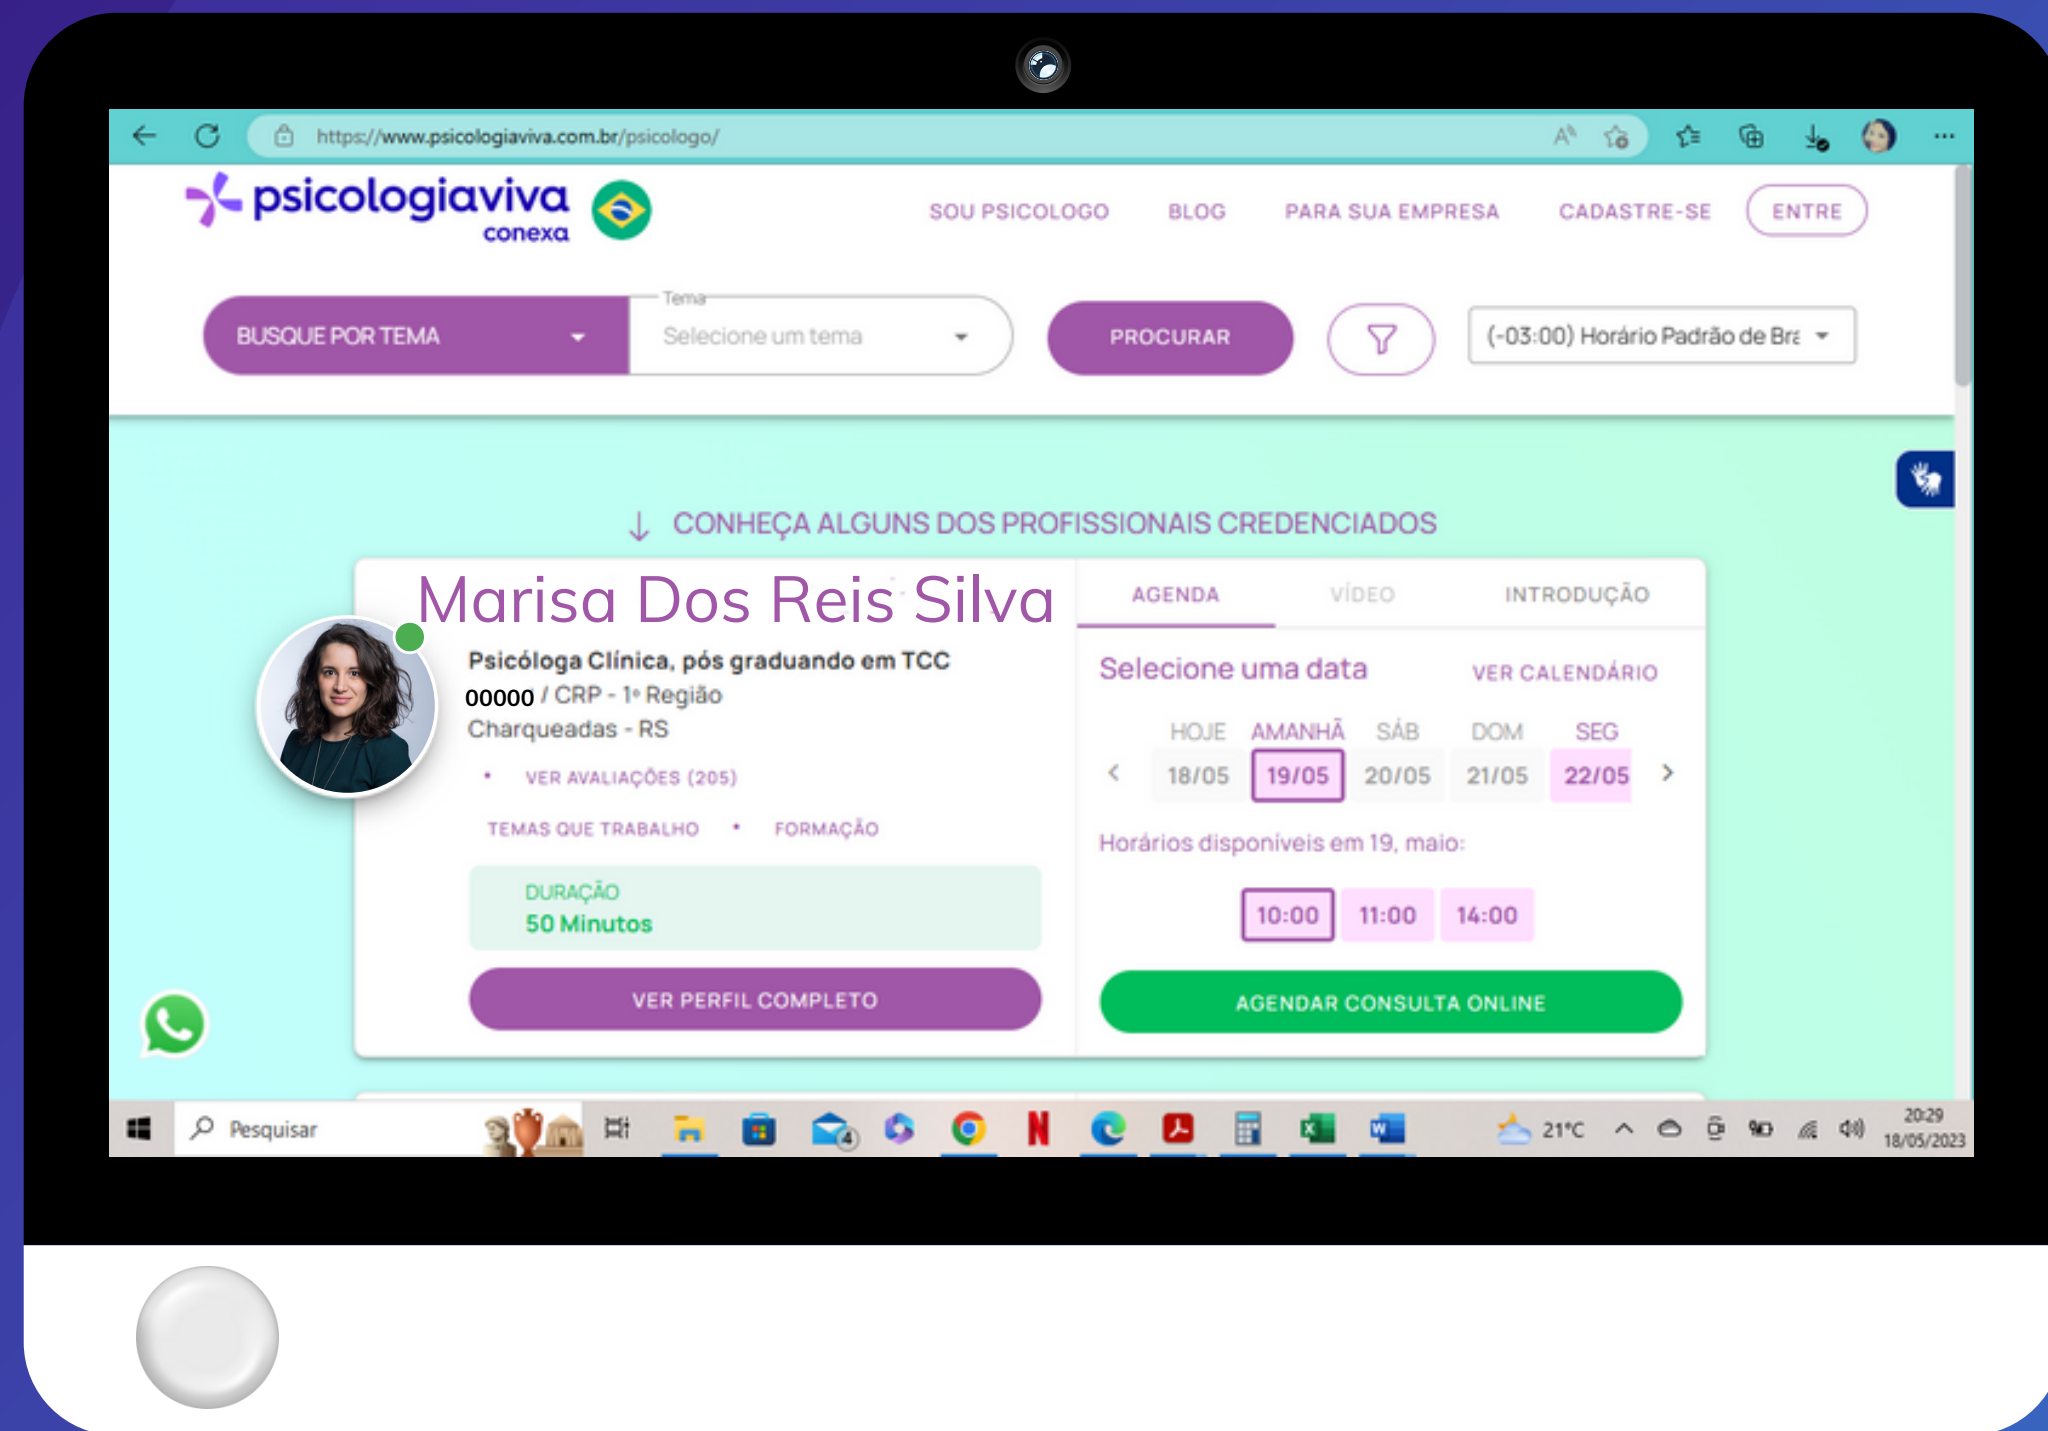 https://www.psicologiaviva.com.br/psicologo/
psicologiaviva
conexa
SOU PSICOLOGO
BLOG
PARA SUA EMPRESA
CADASTRE-SE
ENTRE
BUSQUE POR TEMA
Tema
Selecione um tema
PROCURAR
(-03:00) Horário Padrão de Bra
↓ CONHEÇA ALGUNS DOS PROFISSIONAIS CREDENCIADOS
Marisa Dos Reis Silva
Psicóloga Clínica, pós graduando em TCC
00000 / CRP - 1ª Região
Charqueadas - RS
• VER AVALIAÇÕES (205)
TEMAS QUE TRABALHO • FORMAÇÃO
DURAÇÃO
50 Minutos
VER PERFIL COMPLETO
AGENDA
VÍDEO
INTRODUÇÃO
Selecione uma data
VER CALENDÁRIO
HOJE AMANHÃ SÁB DOM SEG
18/05 19/05 20/05 21/05 22/05
Horários disponíveis em 19, maio:
10:00 11:00 14:00
AGENDAR CONSULTA ONLINE
Pesquisar
4
21°C
20:29
18/05/2023